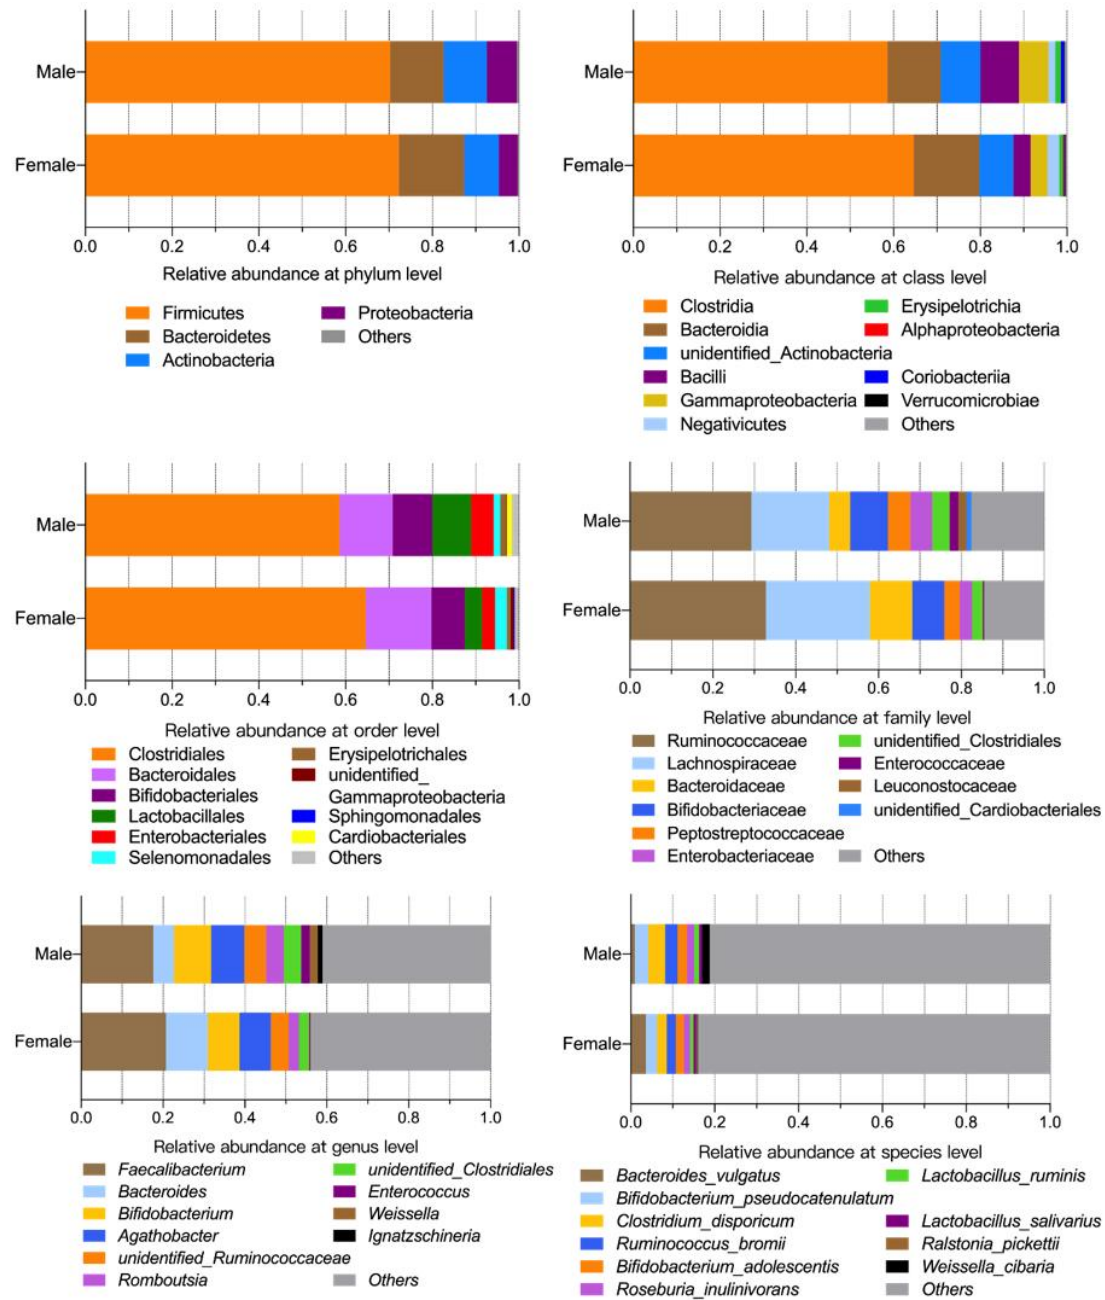 Male
Female
0.0 0.2 0.4 0.6 0.8 1.0
Relative abundance at phylum level
Firmicutes Proteobacteria
Bacteroidetes Others
Actinobacteria
Male
Female
0.0 0.2 0.4 0.6 0.8 1.0
Relative abundance at class level
Clostridia Erysipelotrichia
Bacteroidia Alphaproteobacteria
unidentified_Actinobacteria
Bacilli Coriobacteriia
Gammaproteobacteria Verrucomicrobiae
Negativicutes Others
Male
Female
0.0 0.2 0.4 0.6 0.8 1.0
Relative abundance at order level
Clostridiales Erysipelotrichales
Bacteroidales unidentified_
Bifidobacteriales Gammaproteobacteria
Lactobacillales Sphingomonadales
Enterobacteriales Cardiobacteriales
Selenomonadales Others
Male
Female
0.0 0.2 0.4 0.6 0.8 1.0
Relative abundance at family level
Ruminococcaceae unidentified_Clostridiales
Lachnospiraceae Enterococcaceae
Bacteroidaceae Leuconostocaceae
Bifidobacteriaceae unidentified_Cardiobacteriales
Peptostreptococcaceae
Enterobacteriaceae Others
Male
Female
0.0 0.2 0.4 0.6 0.8 1.0
Relative abundance at genus level
Faecalibacterium unidentified_Clostridiales
Bacteroides Enterococcus
Bifidobacterium Weissella
Agathobacter Ignatzschineria
unidentified_Ruminococcaceae
Romboutsia Others
Male
Female
0.0 0.2 0.4 0.6 0.8 1.0
Relative abundance at species level
Bacteroides_vulgatus Lactobacillus_ruminis
Bifidobacterium_pseudocatenulatum
Clostridium_disporicum Lactobacillus_salivarius
Ruminococcus_bromii Ralstonia_pickettii
Bifidobacterium_adolescentis Weissella_cibaria
Roseburia_inulinivorans Others